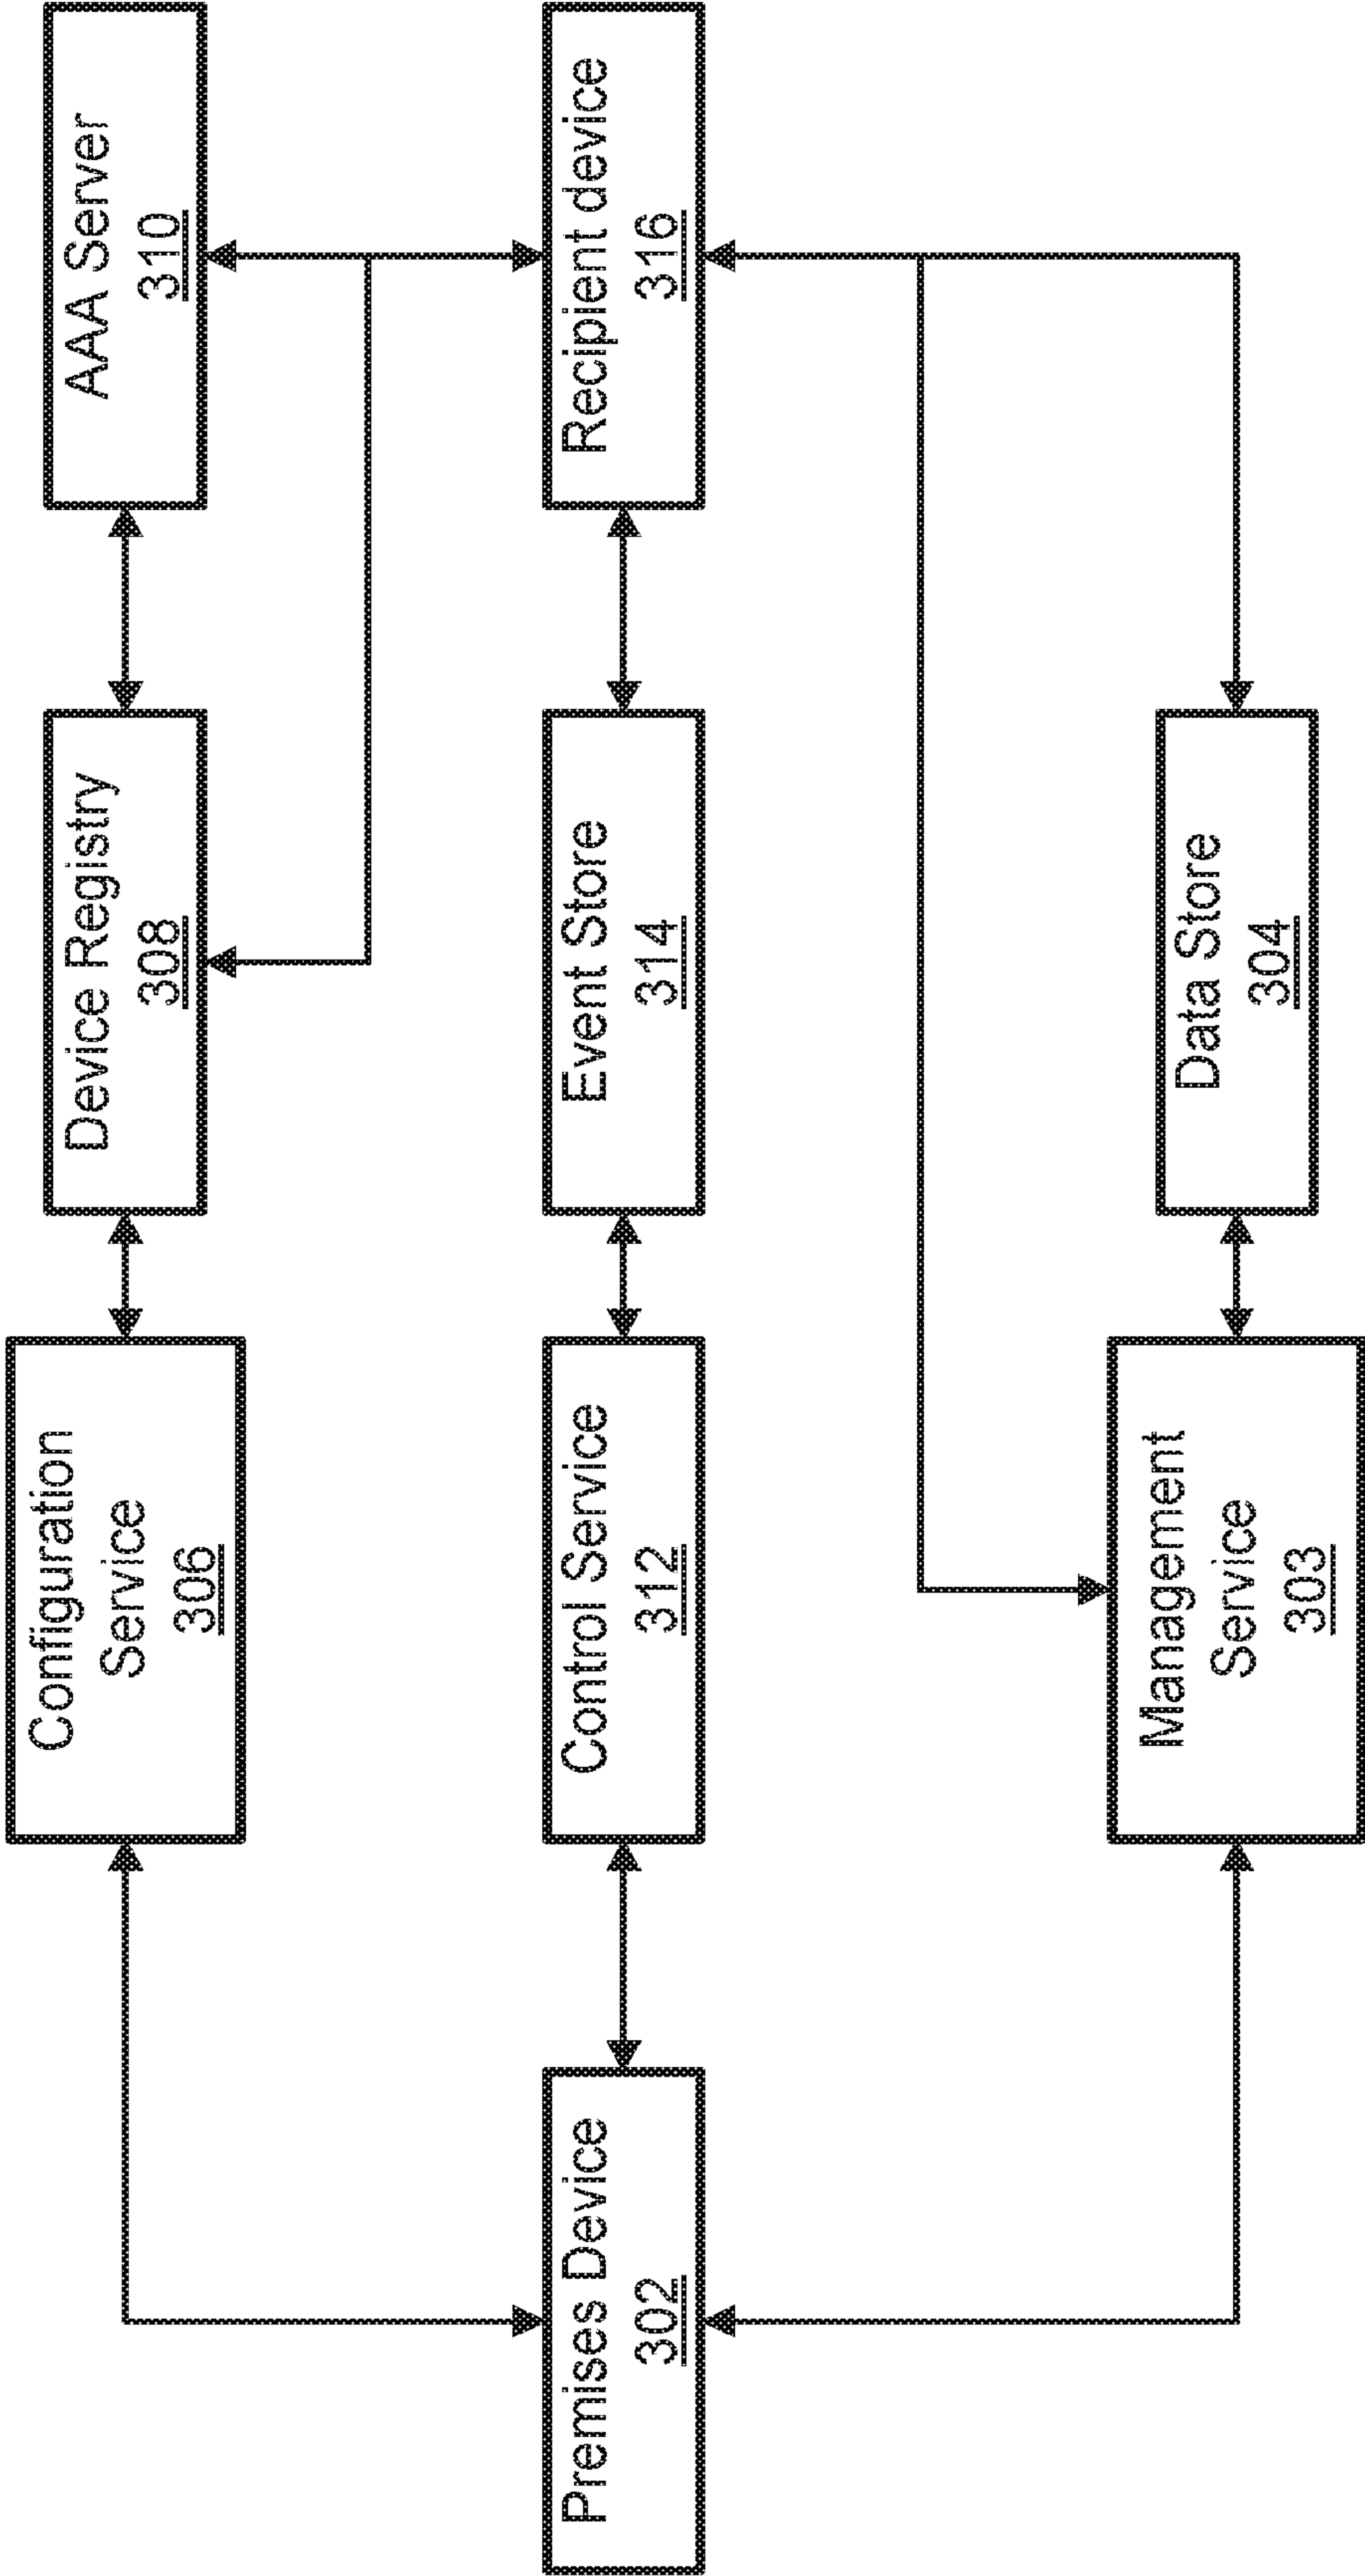 Configuration
Service
306
Device Registry
308
AAA Server
310
Premises Device
302
Control Service
312
Event Store
314
Recipient device
316
Management
Service
303
Data Store
304